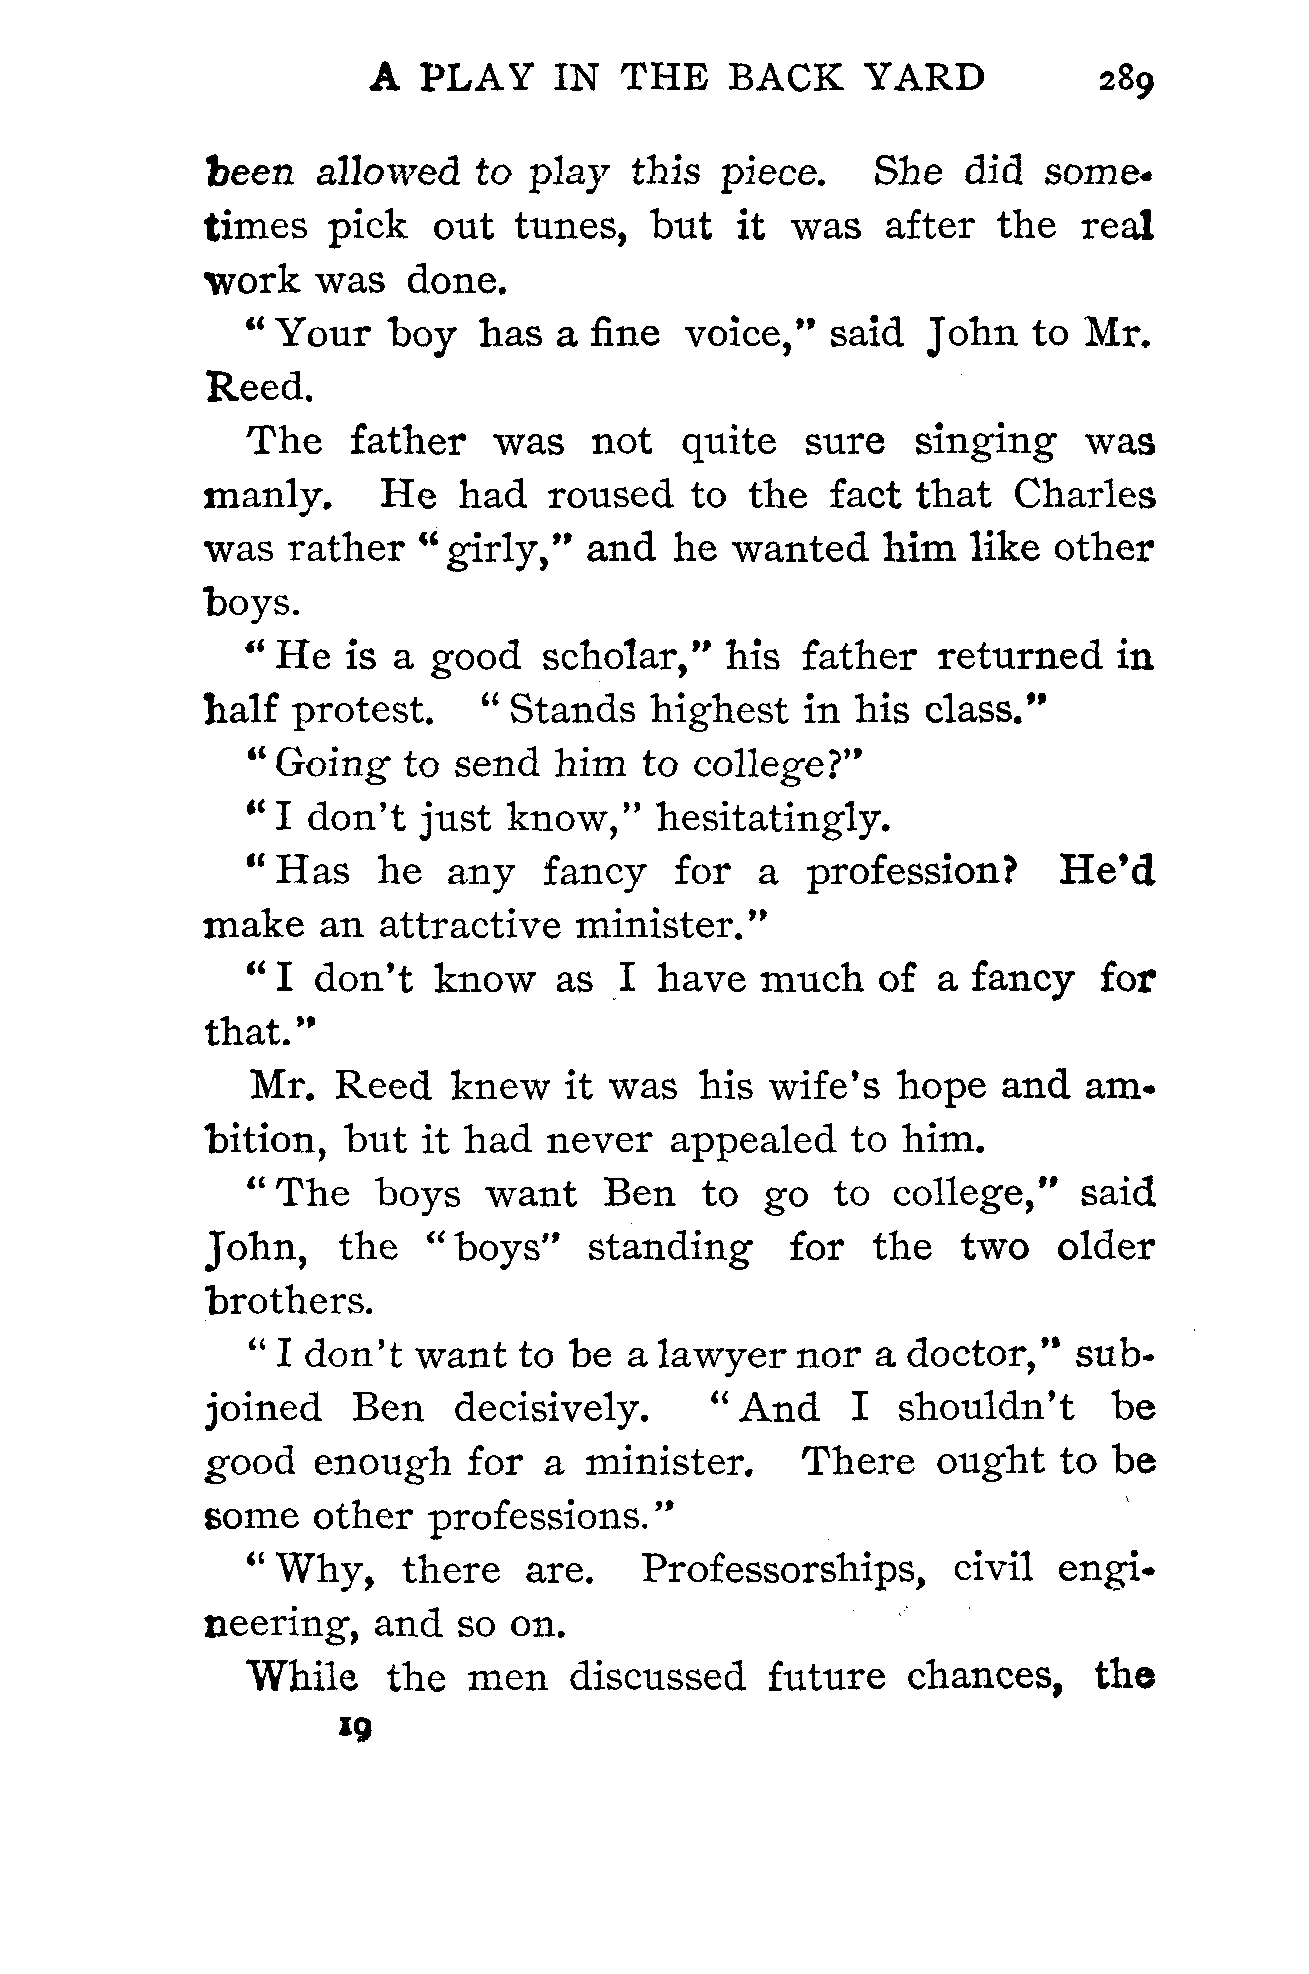 A PLAY IN THE BACK YARD 289
been allowed to play this piece. She did some-
times pick out tunes, but it was after the real
work was done.
"Your boy has a fine voice," said John to Mr.
Reed.
The father was not quite sure singing was
manly. He had roused to the fact that Charles
was rather "girly," and he wanted him like other
boys.
"He is a good scholar," his father returned in
half protest. "Stands highest in his class."
"Going to send him to college?"
"I don't just know," hesitatingly.
"Has he any fancy for a profession? He'd
make an attractive minister."
"I don't know as I have much of a fancy for
that."
Mr. Reed knew it was his wife's hope and am-
bition, but it had never appealed to him.
"The boys want Ben to go to college," said
John, the "boys" standing for the two older
brothers.
"I don't want to be a lawyer nor a doctor," sub-
joined Ben decisively. "And I shouldn't be
good enough for a minister. There ought to be
some other professions."
"Why, there are. Professorships, civil engi-
neering, and so on.
While the men discussed future chances, the
19